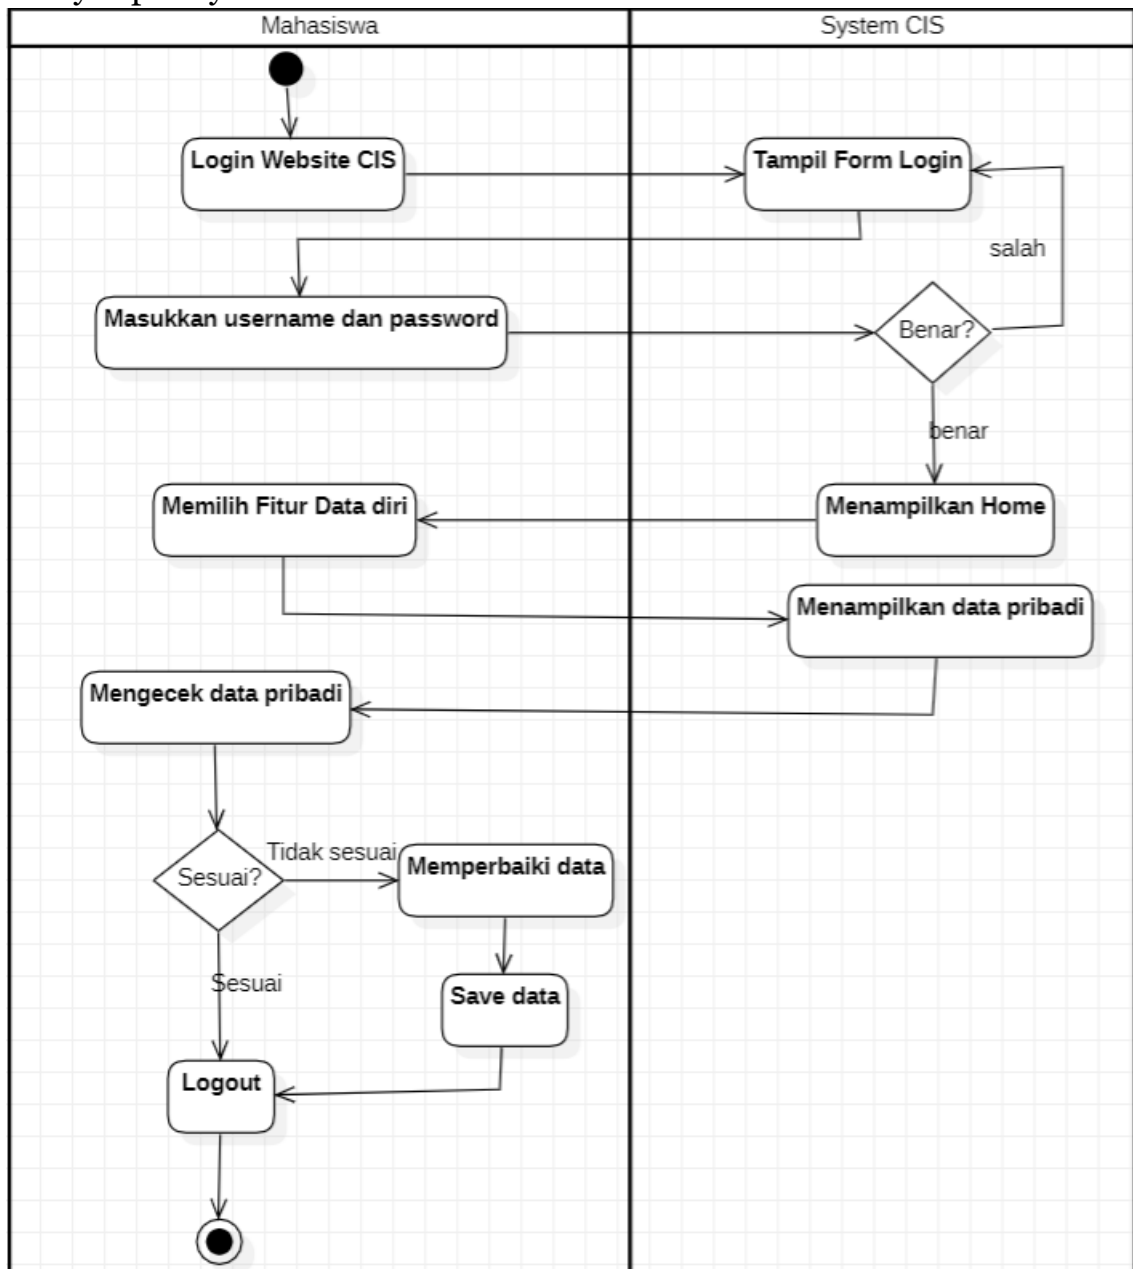 Mahasiswa
System CIS
Login Website CIS
Tampil Form Login
salah
Masukkan username dan password
Benar?
benar
Memilih Fitur Data diri
Menampilkan Home
Menampilkan data pribadi
Mengecek data pribadi
Tidak sesuai
Sesuai?
Memperbaiki data
Sesuai
Save data
Logout